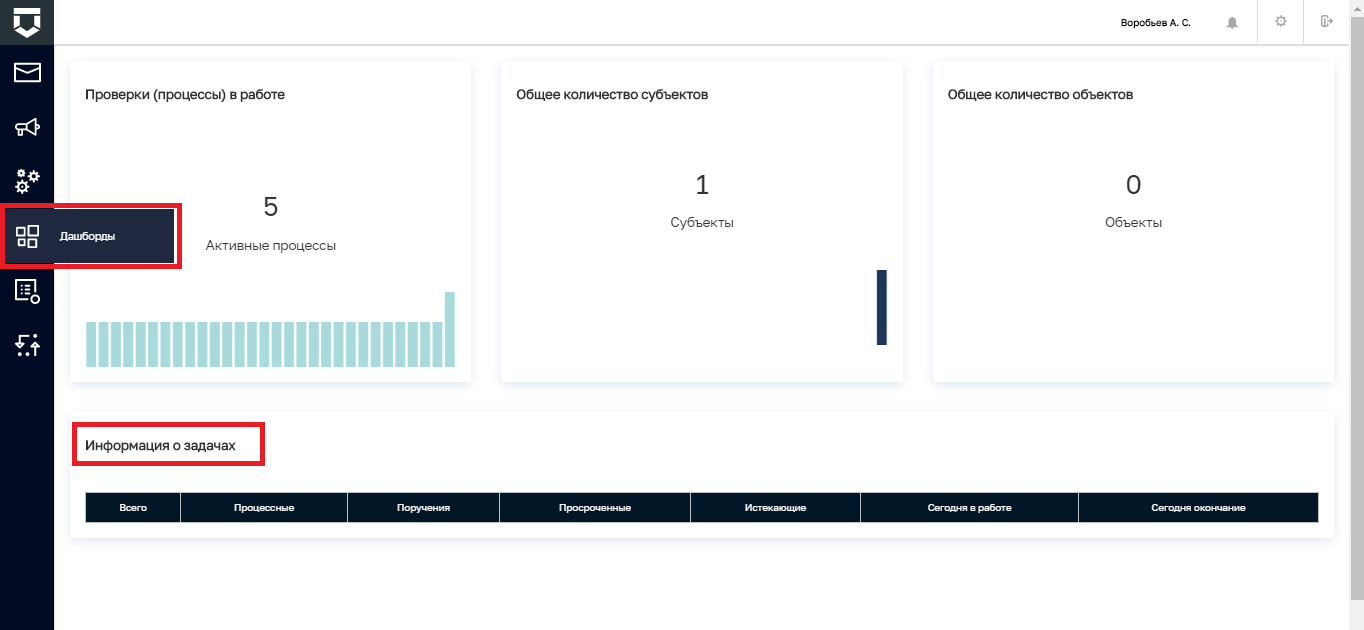 Воробьев А. С.
Проверки (процессы) в работе
Общее количество субъектов
Общее количество объектов
5
Активные процессы
1
Субъекты
0
Объекты
Дашборды
Информация о задачах
Всего Процессные Поручения Просроченные Истекающие Сегодня в работе Сегодня окончание